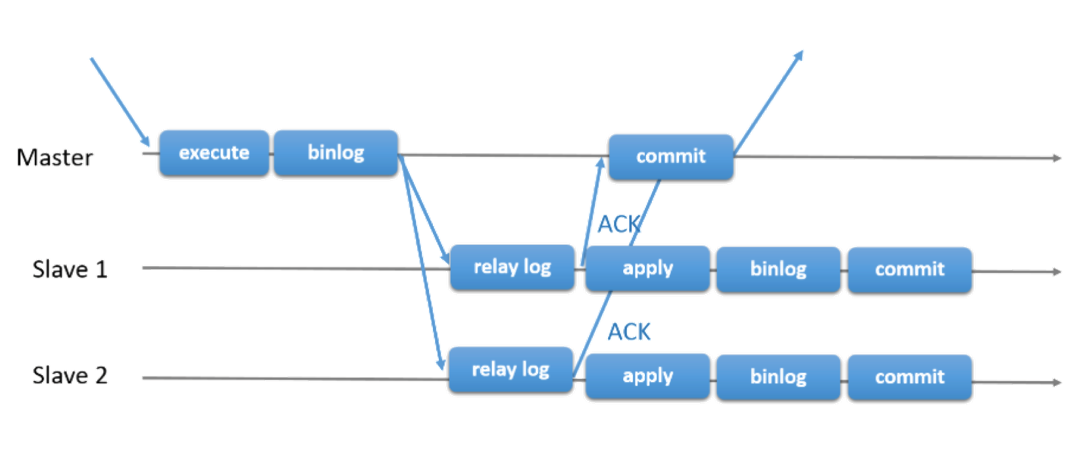 Master
execute
binlog
commit
ACK
Slave 1
relay log
apply
binlog
commit
ACK
Slave 2
relay log
apply
binlog
commit